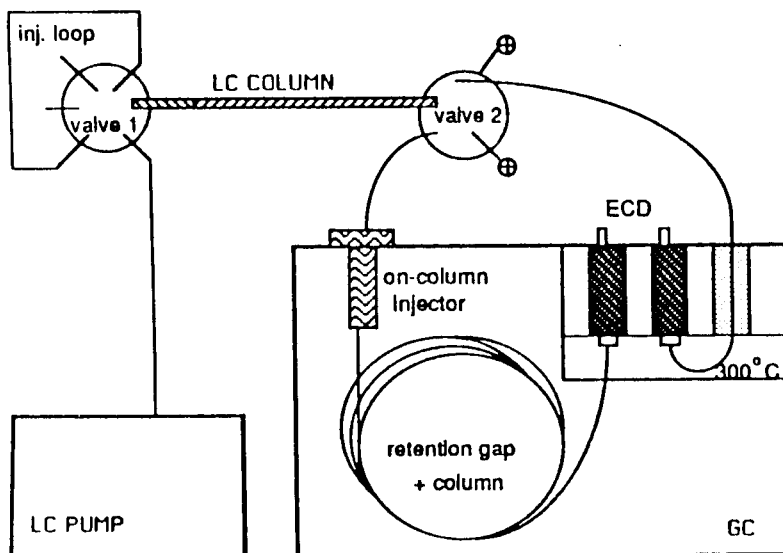 inj. loop
LC COLUMN
valve 1
valve 2
ECD
on-column
Injector
300°C
retention gap
+ column
LC PUMP
GC